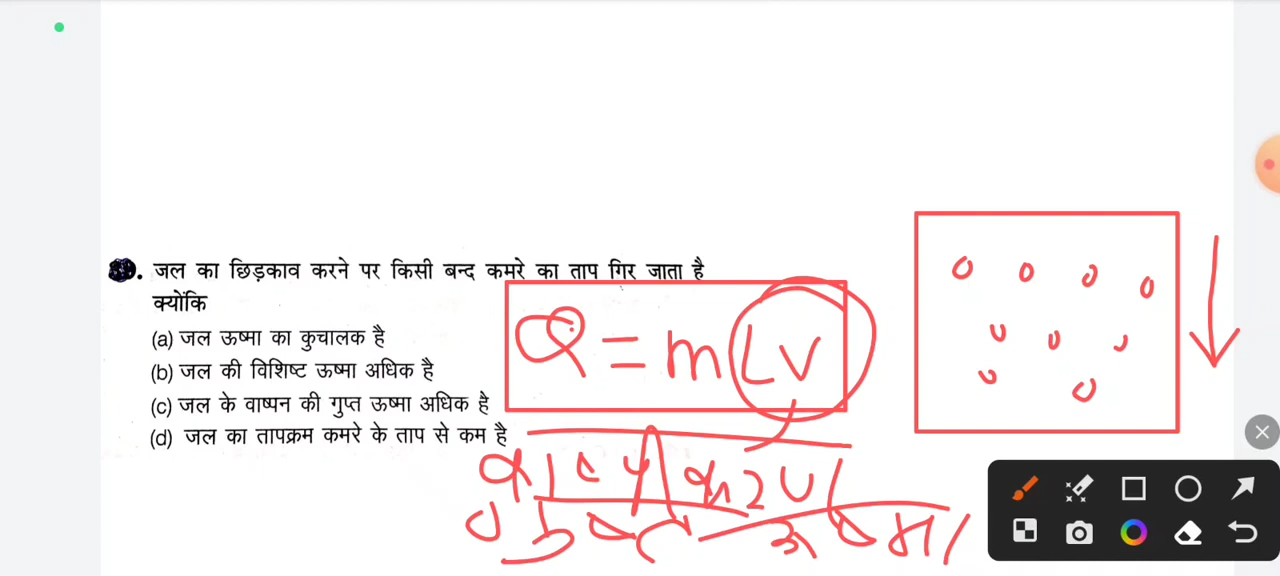 जल का छिड़काव करने पर किसी बन्द कमरे का ताप गिर जाता है
क्योंकि
(a) जल ऊष्मा का कुचालक है
(b) जल की विशिष्ट ऊष्मा अधिक है
(c) जल के वाष्पन की गुप्त ऊष्मा अधिक है
(d) जल का तापक्रम कमरे के ताप से कम है
Q = mLv